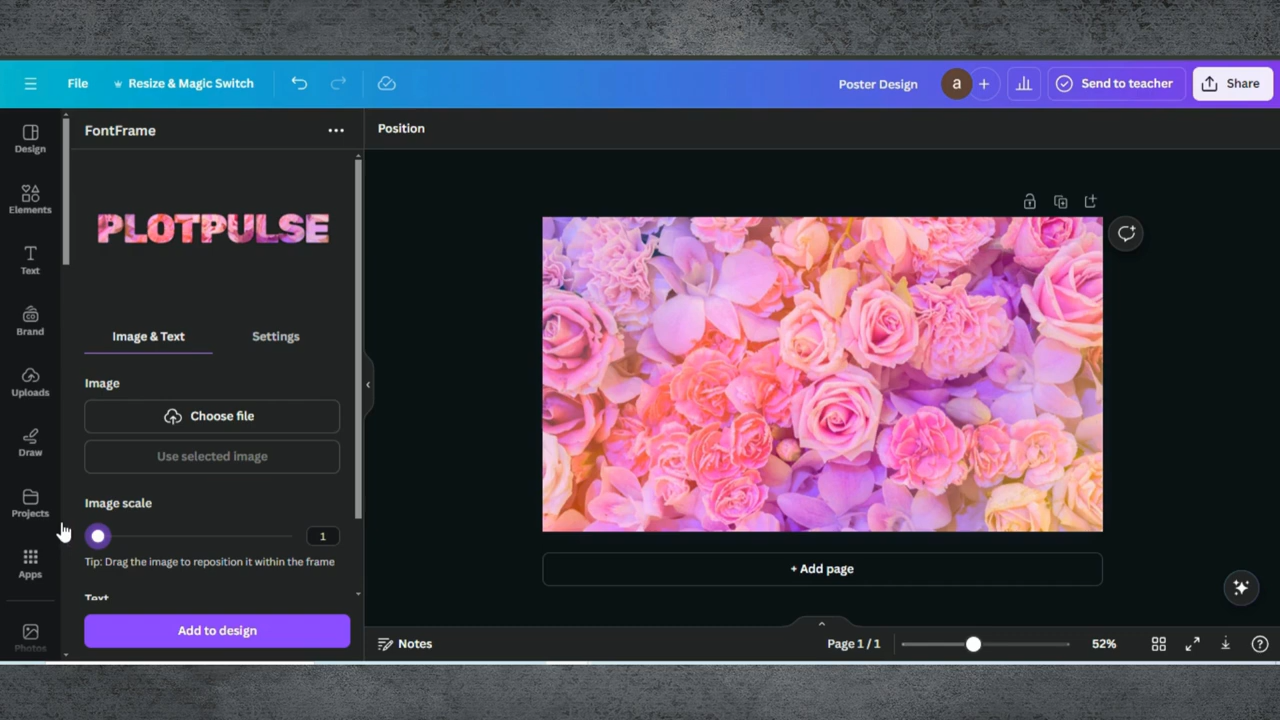 File
Resize & Magic Switch
Poster Design
a
Send to teacher
Share
Design
Elements
Text
Brand
CO
Uploads
Draw
Projects
Apps
Photos
FontFrame
PLOTPULSE
Image & Text
Settings
Image
Choose file
Use selected image
Image scale
1
Tip: Drag the image to reposition it within the frame
Text
Add to design
Position
+ Add page
Notes
Page 1 / 1
52%